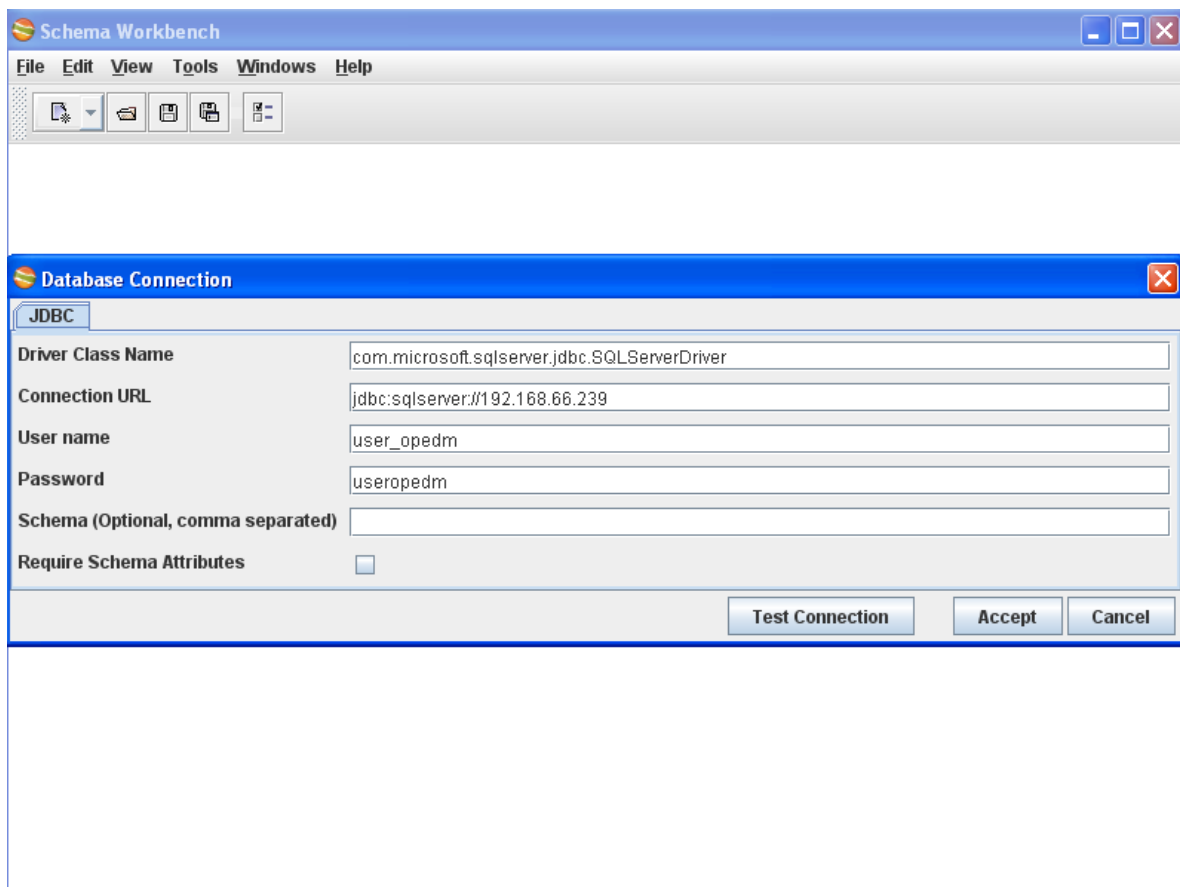 Schema Workbench
File Edit View Tools Windows Help
Database Connection
JDBC
Driver Class Name com.microsoft.sqlserver.jdbc.SQLServerDriver
Connection URL jdbc:sqlserver://192.168.66.239
User name user_opedm
Password useropedm
Schema (Optional, comma separated)
Require Schema Attributes
Test Connection Accept Cancel